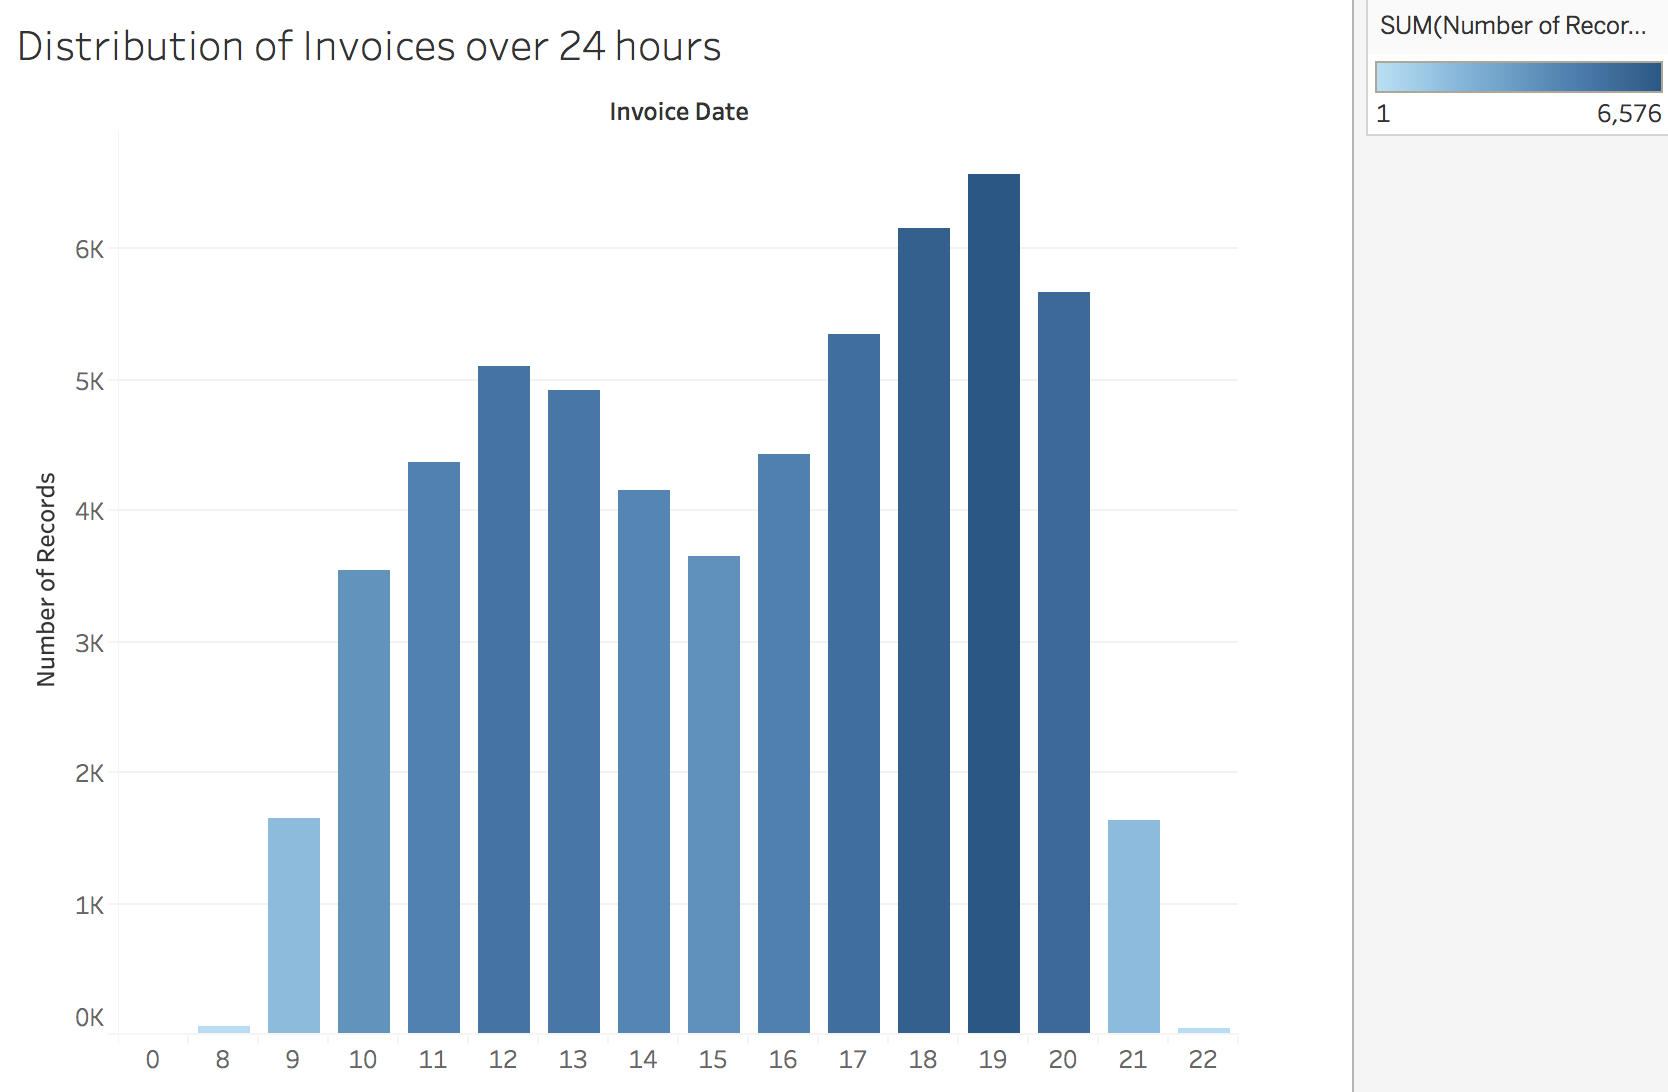 Distribution of Invoices over 24 hours
SUM(Number of Recor...
1 6,576
Invoice Date
Number of Records
6K
5K
4K
3K
2K
1K
0K
0 8 9 10 11 12 13 14 15 16 17 18 19 20 21 22